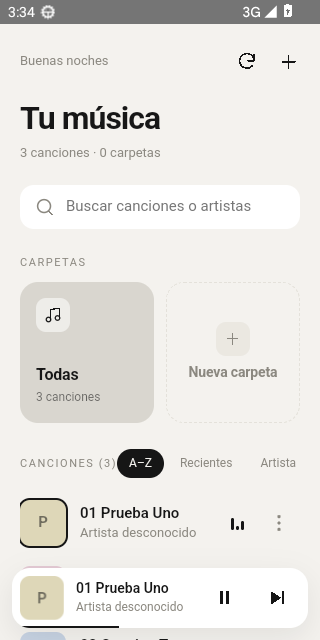 3:34
3G
Buenas noches
Tu música
3 canciones · 0 carpetas
Buscar canciones o artistas
CARPETAS
Todas
3 canciones
Nueva carpeta
CANCIONES (3)
A–Z
Recientes
Artista
P
01 Prueba Uno
Artista desconocido
P
01 Prueba Uno
Artista desconocido